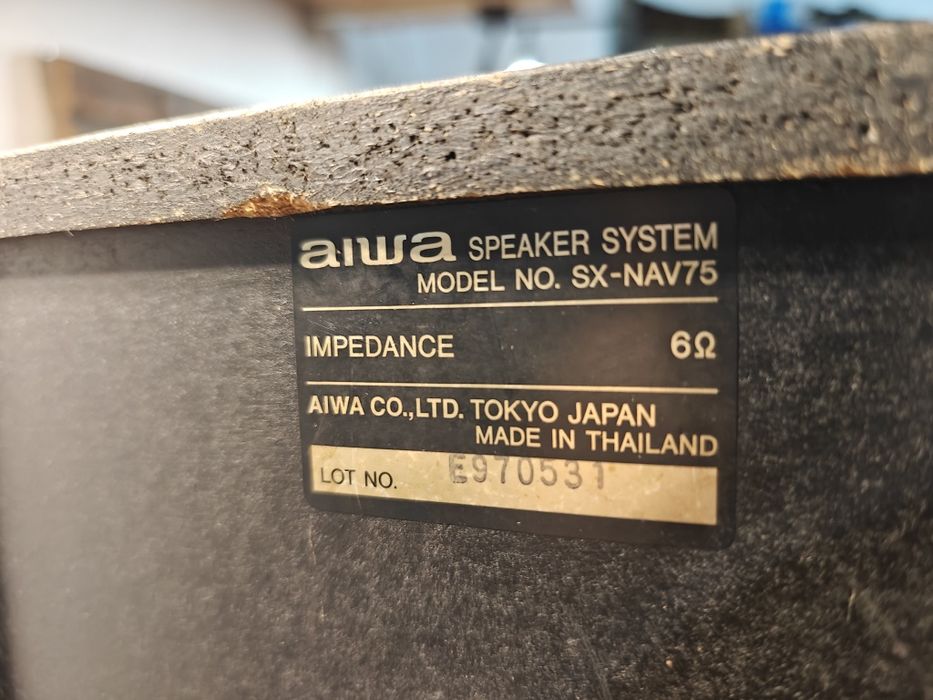 aiwa SPEAKER SYSTEM
MODEL NO. SX-NAV75
IMPEDANCE 6Ω
AIWA CO.,LTD. TOKYO JAPAN
MADE IN THAILAND
LOT NO. E970531